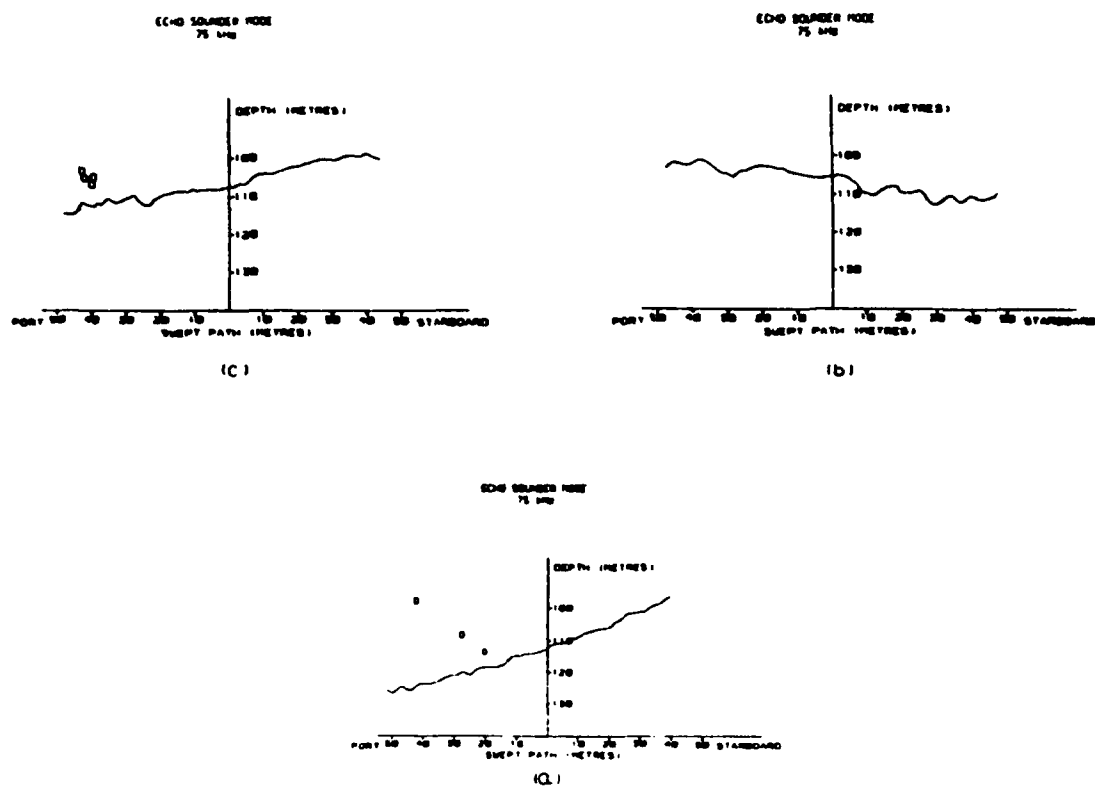 ECHO SOUNDER MODE
75 kHz
DEPTH (METRES)
100
110
120
130
PORT 50 40 30 20 10 10 20 30 40 50 STARBOARD
SWEPT PATH (METRES)
(c)
ECHO SOUNDER MODE
75 kHz
DEPTH (METRES)
100
110
120
130
PORT 50 40 30 20 10 10 20 30 40 50 STARBOARD
SWEPT PATH (METRES)
(b)
ECHO SOUNDER MODE
75 kHz
DEPTH (METRES)
100
110
120
130
PORT 50 40 30 20 10 10 20 30 40 50 STARBOARD
SWEPT PATH (METRES)
(a)